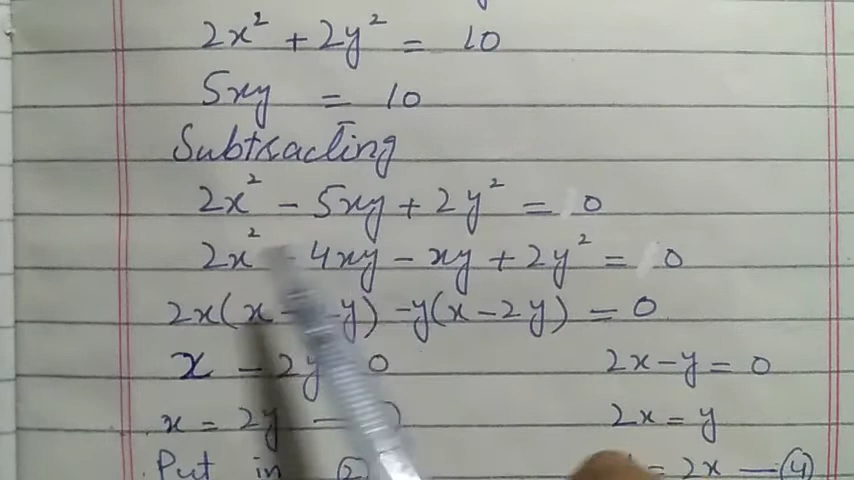 2x² + 2y² = 10
5xy = 10
Subtracting
2x² - 5xy + 2y² = 0
2x² - 4xy - xy + 2y² = 0
2x(x - y) - y(x - 2y) = 0
x - 2y 0 2x - y = 0
x = 2y — 2x = y
Put in ② = 2x — ④